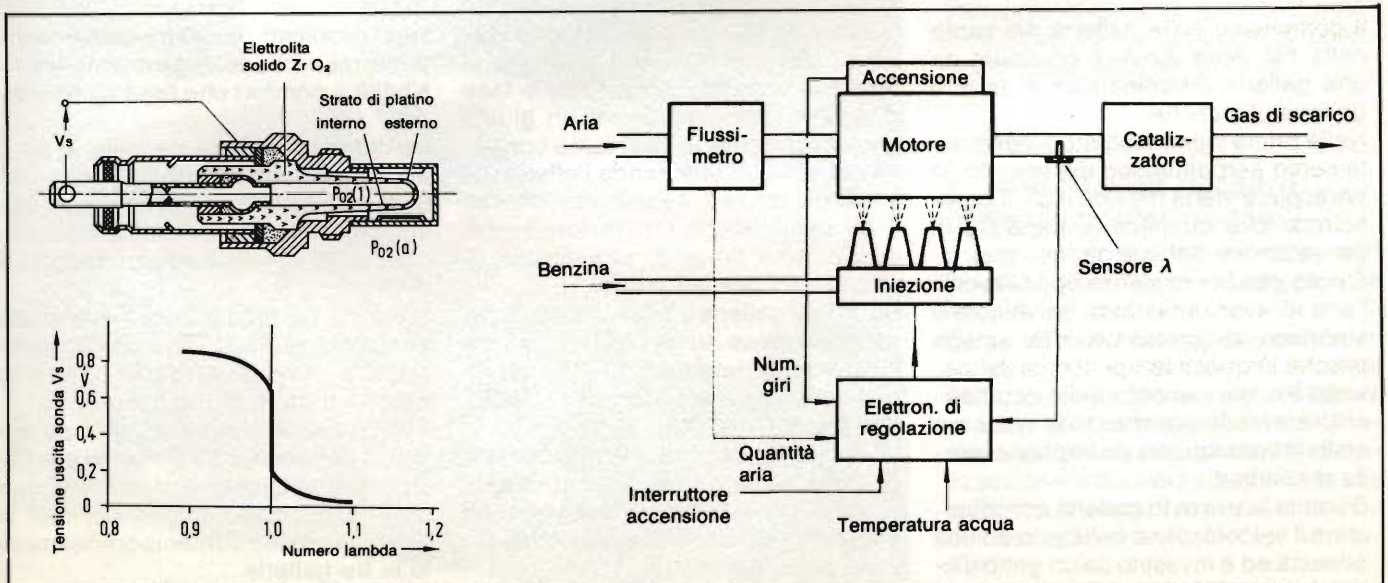 Elettrolita
solido Zr O₂
Strato di platino
interno esterno
Vs
P_O2(1)
P_O2(a)
Tensione uscita sonda Vs
0,8
V
0,6
0,4
0,2
0
0,8 0,9 1,0 1,1 1,2
Numero lambda
Accensione
Aria
Flussi-
metro
Motore
Cataliz-
zatore
Gas di scarico
Benzina
Iniezione
Sensore λ
Num.
giri
Elettron. di
regolazione
Quantità
aria
Interruttore
accensione
Temperatura acqua